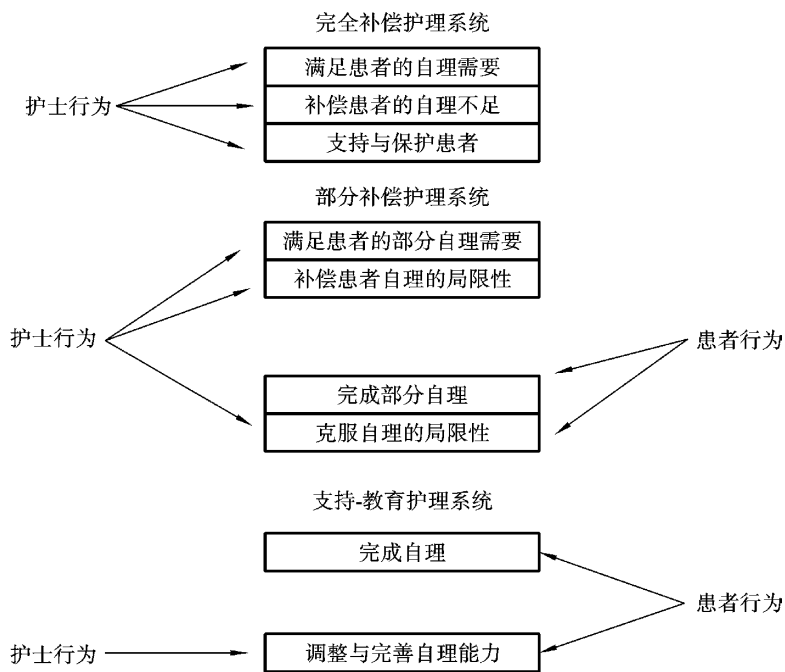 完全补偿护理系统
满足患者的自理需要
护士行为
补偿患者的自理不足
支持与保护患者
部分补偿护理系统
满足患者的部分自理需要
补偿患者自理的局限性
护士行为
患者行为
完成部分自理
克服自理的局限性
支持-教育护理系统
完成自理
患者行为
护士行为
调整与完善自理能力